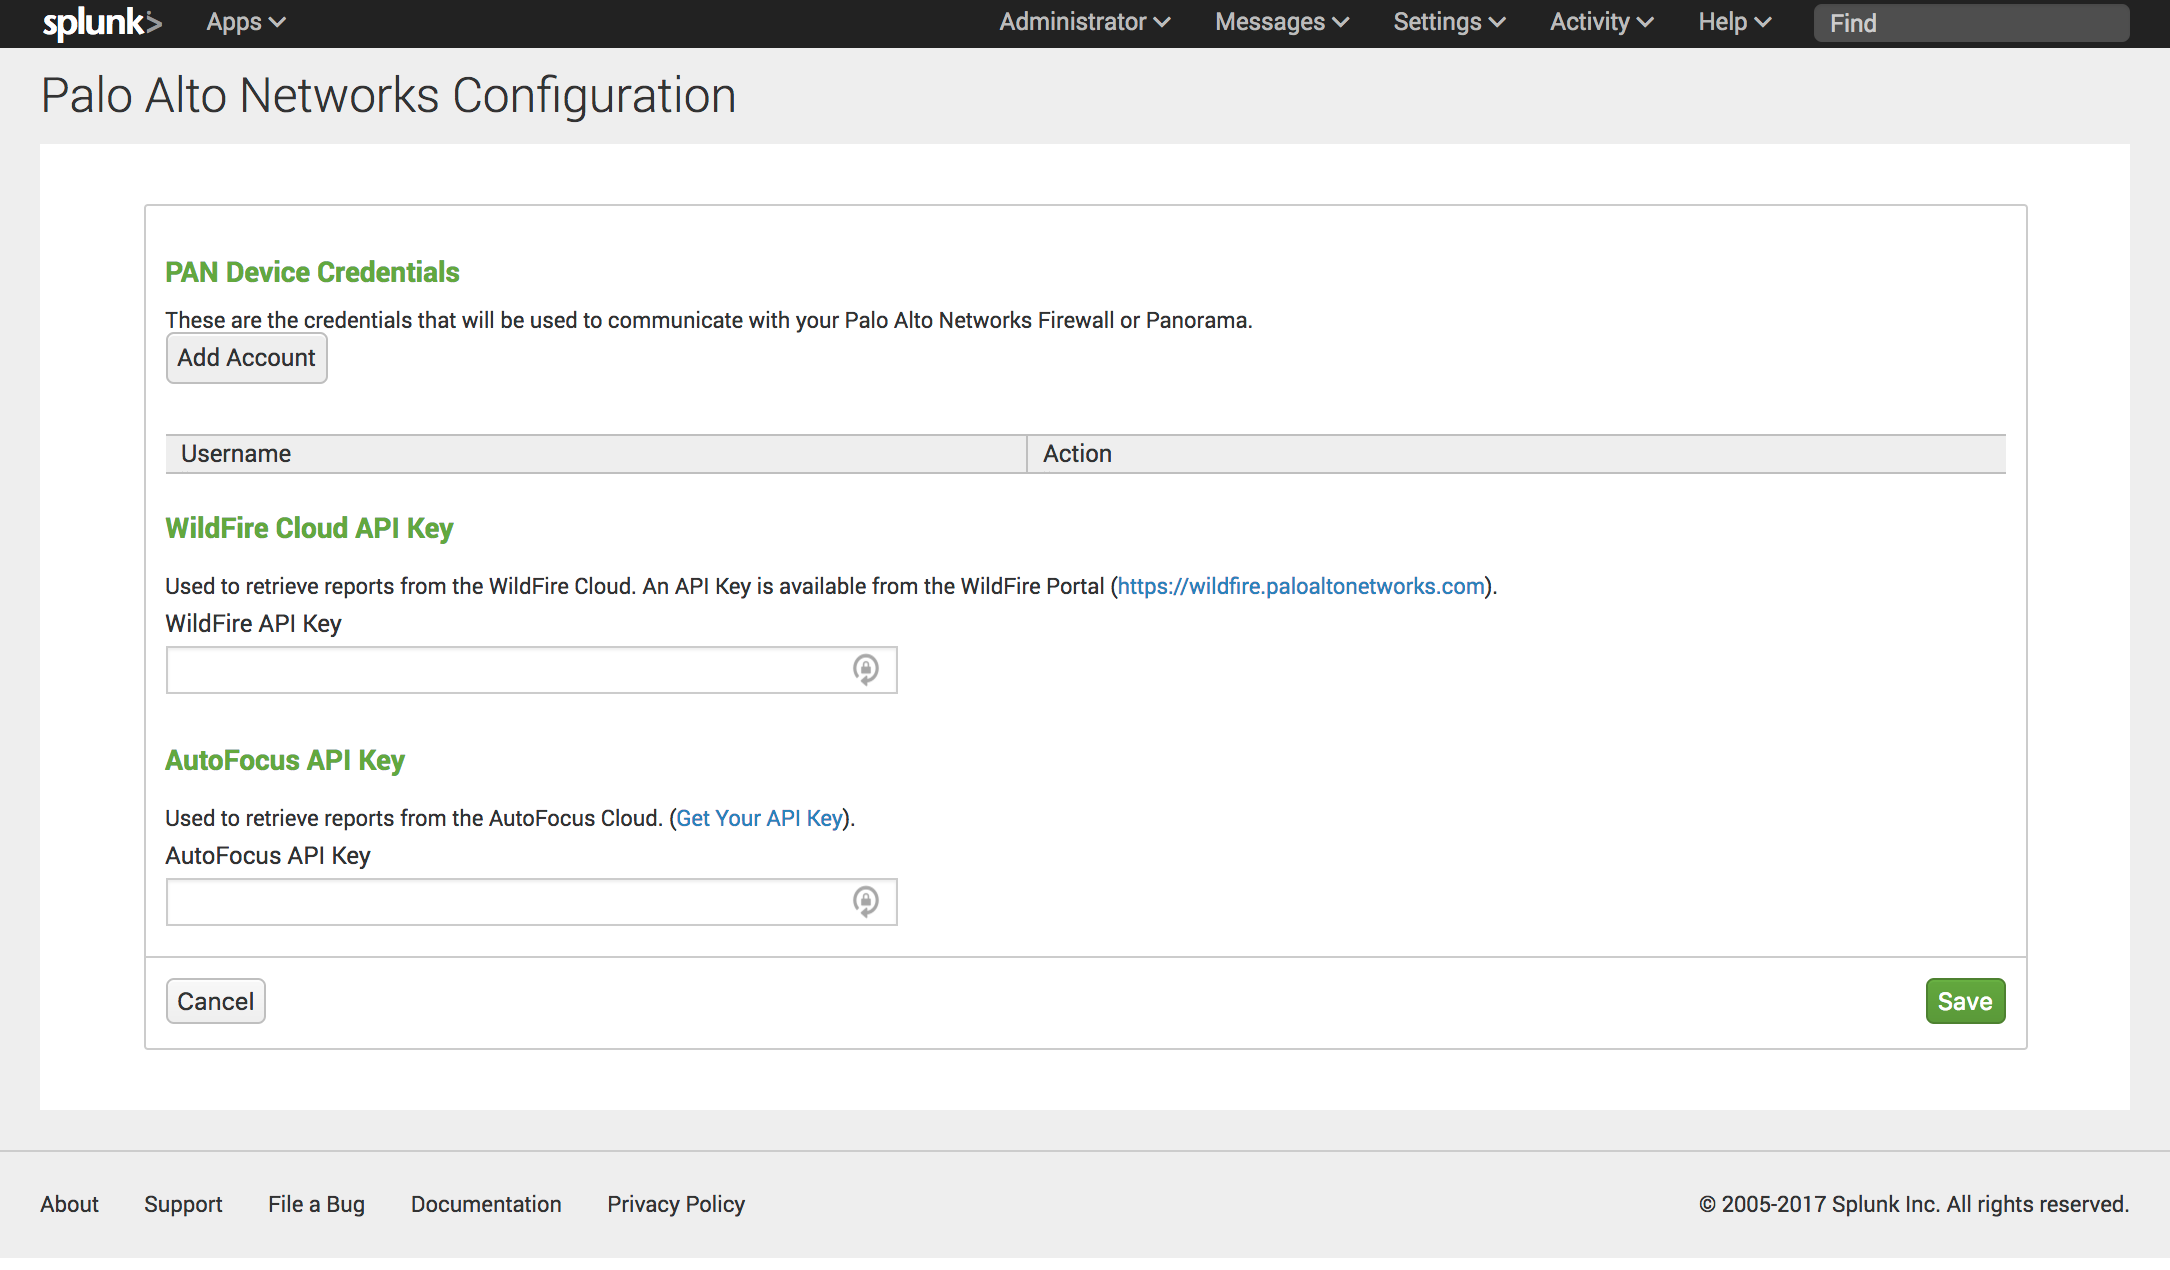 splunk> Apps Administrator Messages Settings Activity Help Find
Palo Alto Networks Configuration
PAN Device Credentials
These are the credentials that will be used to communicate with your Palo Alto Networks Firewall or Panorama.
Add Account
Username Action
WildFire Cloud API Key
Used to retrieve reports from the WildFire Cloud. An API Key is available from the WildFire Portal (https://wildfire.paloaltonetworks.com).
WildFire API Key
AutoFocus API Key
Used to retrieve reports from the AutoFocus Cloud. (Get Your API Key).
AutoFocus API Key
Cancel Save
About Support File a Bug Documentation Privacy Policy © 2005-2017 Splunk Inc. All rights reserved.